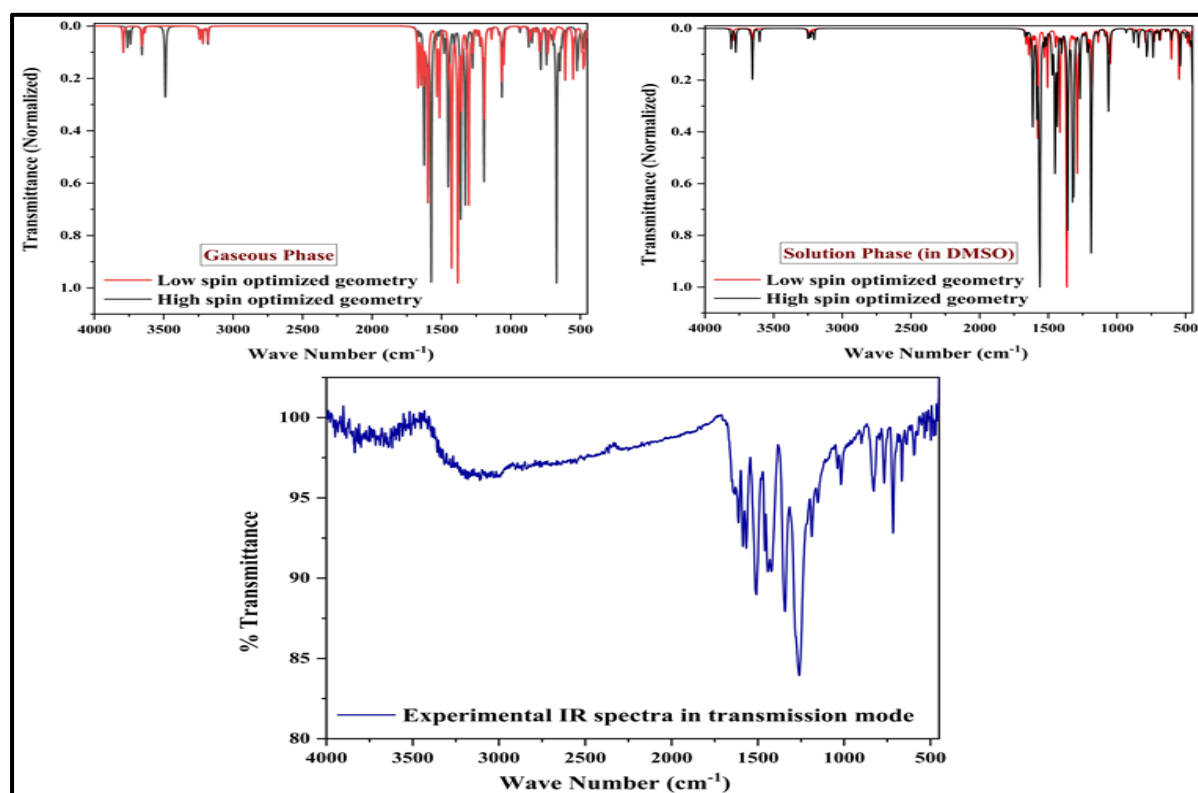 0.0
0.2
0.4
0.6
0.8
1.0
Transmittance (Normalized)
Gaseous Phase
Low spin optimized geometry
High spin optimized geometry
4000 3500 3000 2500 2000 1500 1000 500
Wave Number (cm⁻¹)
0.0
0.2
0.4
0.6
0.8
1.0
Transmittance (Normalized)
Solution Phase (in DMSO)
Low spin optimized geometry
High spin optimized geometry
4000 3500 3000 2500 2000 1500 1000 500
Wave Number (cm⁻¹)
100
95
90
85
80
% Transmittance
Experimental IR spectra in transmission mode
4000 3500 3000 2500 2000 1500 1000 500
Wave Number (cm⁻¹)